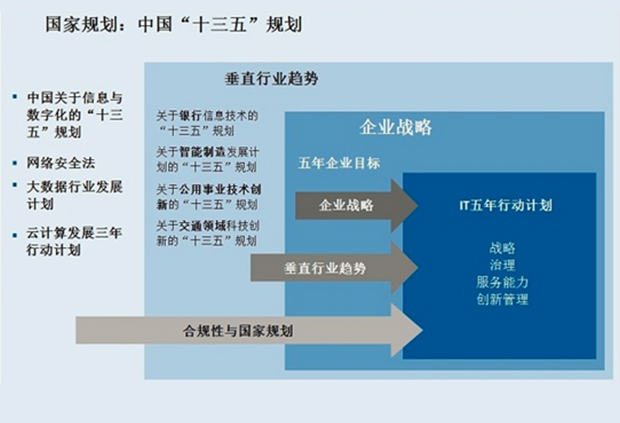 国家规划：中国“十三五”规划
▪ 中国关于信息与
数字化的“十三
五”规划
▪ 网络安全法
▪ 大数据行业发展
计划
▪ 云计算发展三年
行动计划
垂直行业趋势
关于银行信息技术的
“十三五”规划
关于智能制造发展计
划的“十三五”规划
关于公用事业技术创
新的“十三五”规划
关于交通领域科技创
新的“十三五”规划
企业战略
五年企业目标
企业战略
垂直行业趋势
合规性与国家规划
IT五年行动计划
战略
治理
服务能力
创新管理